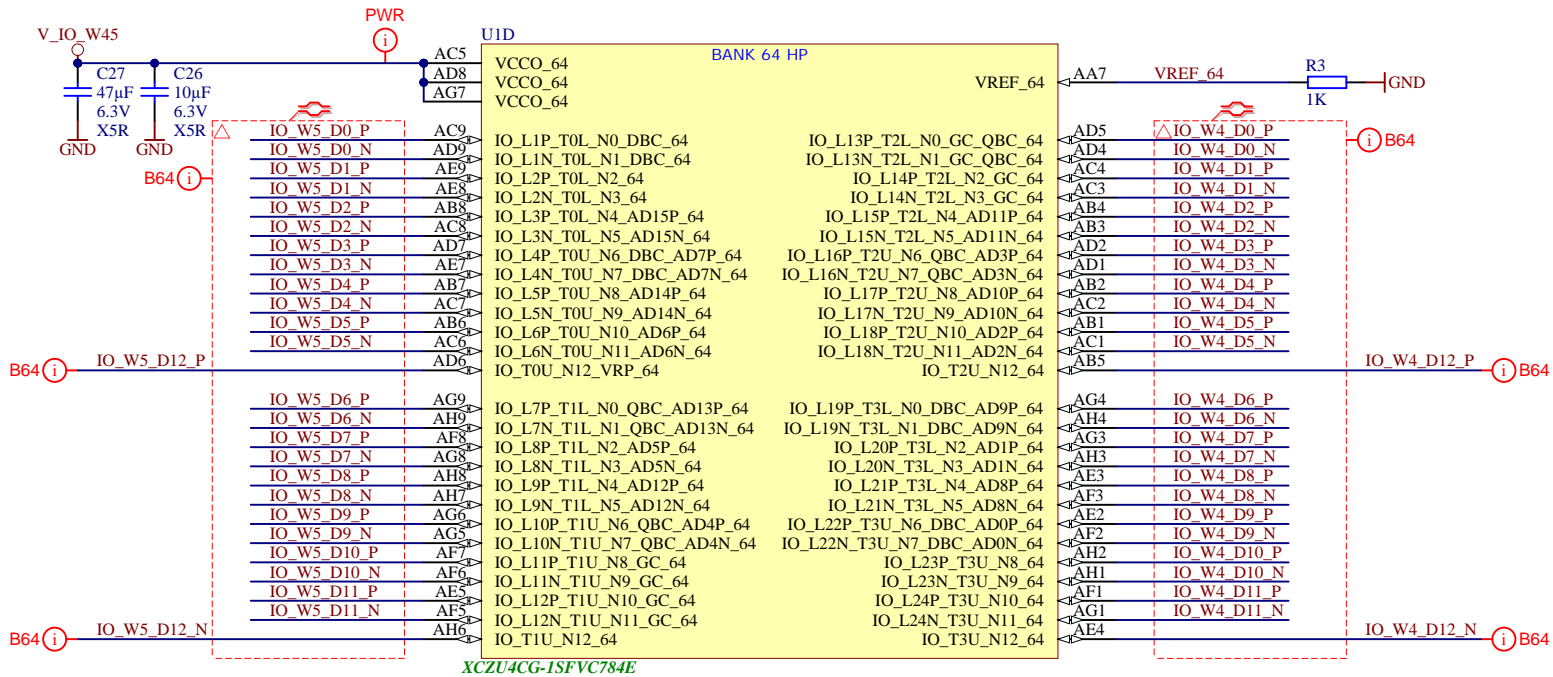 PWR
i
V_IO_W45
U1D
BANK 64 HP
C27
47µF
6.3V
X5R
GND
C26
10µF
6.3V
X5R
GND
AC5 VCCO_64
AD8 VCCO_64
AG7 VCCO_64
VREF_64 AA7 VREF_64
R3
1K
GND
IO_W5_D0_P AC9 IO_L1P_T0L_N0_DBC_64
IO_W5_D0_N AD9 IO_L1N_T0L_N1_DBC_64
IO_W5_D1_P AE9 IO_L2P_T0L_N2_64
IO_W5_D1_N AE8 IO_L2N_T0L_N3_64
IO_W5_D2_P AB8 IO_L3P_T0L_N4_AD15P_64
IO_W5_D2_N AC8 IO_L3N_T0L_N5_AD15N_64
IO_W5_D3_P AD7 IO_L4P_T0U_N6_DBC_AD7P_64
IO_W5_D3_N AE7 IO_L4N_T0U_N7_DBC_AD7N_64
IO_W5_D4_P AB7 IO_L5P_T0U_N8_AD14P_64
IO_W5_D4_N AC7 IO_L5N_T0U_N9_AD14N_64
IO_W5_D5_P AB6 IO_L6P_T0U_N10_AD6P_64
IO_W5_D5_N AC6 IO_L6N_T0U_N11_AD6N_64
B64 i
B64 i IO_W5_D12_P AD6 IO_T0U_N12_VRP_64
IO_W5_D6_P AG9 IO_L7P_T1L_N0_QBC_AD13P_64
IO_W5_D6_N AH9 IO_L7N_T1L_N1_QBC_AD13N_64
IO_W5_D7_P AF8 IO_L8P_T1L_N2_AD5P_64
IO_W5_D7_N AG8 IO_L8N_T1L_N3_AD5N_64
IO_W5_D8_P AH8 IO_L9P_T1L_N4_AD12P_64
IO_W5_D8_N AH7 IO_L9N_T1L_N5_AD12N_64
IO_W5_D9_P AG6 IO_L10P_T1U_N6_QBC_AD4P_64
IO_W5_D9_N AG5 IO_L10N_T1U_N7_QBC_AD4N_64
IO_W5_D10_P AF7 IO_L11P_T1U_N8_GC_64
IO_W5_D10_N AF6 IO_L11N_T1U_N9_GC_64
IO_W5_D11_P AE5 IO_L12P_T1U_N10_GC_64
IO_W5_D11_N AF5 IO_L12N_T1U_N11_GC_64
B64 i IO_W5_D12_N AH6 IO_T1U_N12_64
IO_L13P_T2L_N0_GC_QBC_64 AD5 IO_W4_D0_P i B64
IO_L13N_T2L_N1_GC_QBC_64 AD4 IO_W4_D0_N
IO_L14P_T2L_N2_GC_64 AC4 IO_W4_D1_P
IO_L14N_T2L_N3_GC_64 AC3 IO_W4_D1_N
IO_L15P_T2L_N4_AD11P_64 AB4 IO_W4_D2_P
IO_L15N_T2L_N5_AD11N_64 AB3 IO_W4_D2_N
IO_L16P_T2U_N6_QBC_AD3P_64 AD2 IO_W4_D3_P
IO_L16N_T2U_N7_QBC_AD3N_64 AD1 IO_W4_D3_N
IO_L17P_T2U_N8_AD10P_64 AB2 IO_W4_D4_P
IO_L17N_T2U_N9_AD10N_64 AC2 IO_W4_D4_N
IO_L18P_T2U_N10_AD2P_64 AB1 IO_W4_D5_P
IO_L18N_T2U_N11_AD2N_64 AC1 IO_W4_D5_N
IO_T2U_N12_64 AB5 IO_W4_D12_P i B64
IO_L19P_T3L_N0_DBC_AD9P_64 AG4 IO_W4_D6_P
IO_L19N_T3L_N1_DBC_AD9N_64 AH4 IO_W4_D6_N
IO_L20P_T3L_N2_AD1P_64 AG3 IO_W4_D7_P
IO_L20N_T3L_N3_AD1N_64 AH3 IO_W4_D7_N
IO_L21P_T3L_N4_AD8P_64 AE3 IO_W4_D8_P
IO_L21N_T3L_N5_AD8N_64 AF3 IO_W4_D8_N
IO_L22P_T3U_N6_DBC_AD0P_64 AE2 IO_W4_D9_P
IO_L22N_T3U_N7_DBC_AD0N_64 AF2 IO_W4_D9_N
IO_L23P_T3U_N8_64 AH2 IO_W4_D10_P
IO_L23N_T3U_N9_64 AH1 IO_W4_D10_N
IO_L24P_T3U_N10_64 AF1 IO_W4_D11_P
IO_L24N_T3U_N11_64 AG1 IO_W4_D11_N
IO_T3U_N12_64 AE4 IO_W4_D12_N i B64
XCZU4CG-1SFVC784E